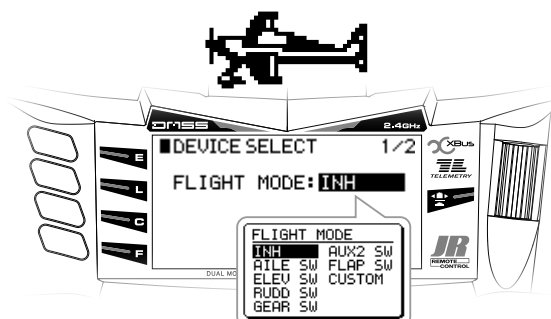 DMSS
2.4GHz
■DEVICE SELECT 1/2
XBus
E
TELEMETRY
FLIGHT MODE: INH
L
C
FLIGHT MODE
INH AUX2 SW
AILE SW FLAP SW
ELEV SW CUSTOM
RUDD SW
GEAR SW
JR
REMOTE
CONTROL
F
DUAL MO